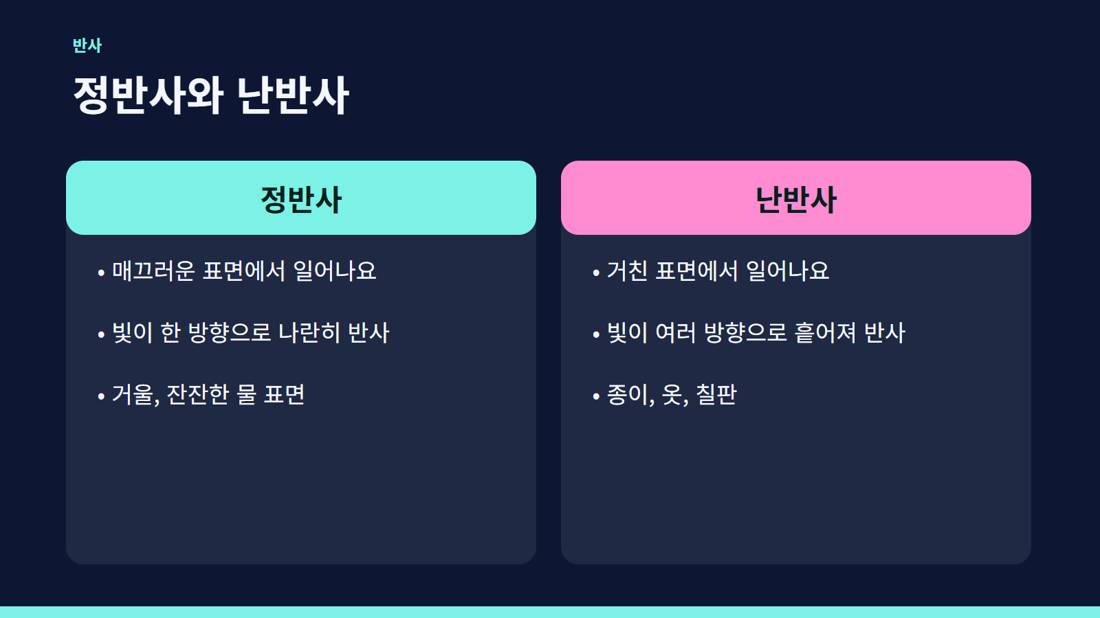 반사
정반사와 난반사
정반사
• 매끄러운 표면에서 일어나요
• 빛이 한 방향으로 나란히 반사
• 거울, 잔잔한 물 표면
난반사
• 거친 표면에서 일어나요
• 빛이 여러 방향으로 흩어져 반사
• 종이, 옷, 칠판